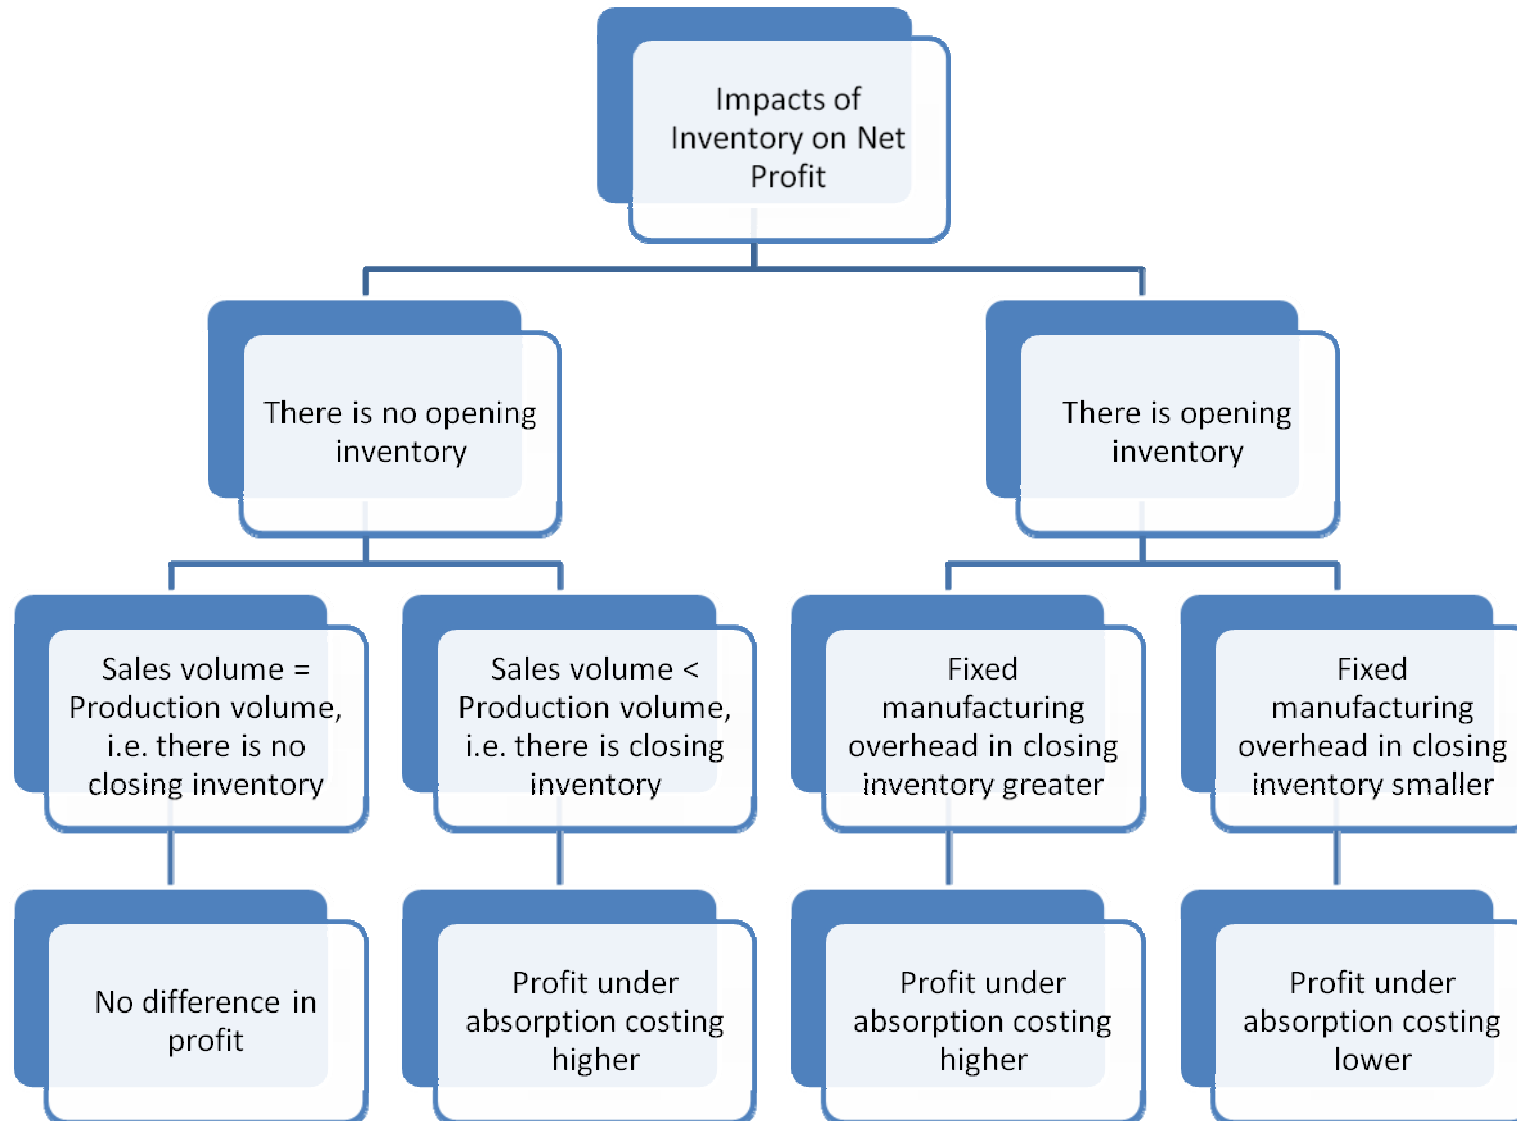 Impacts of
Inventory on Net
Profit
There is no opening
inventory
There is opening
inventory
Sales volume =
Production volume,
i.e. there is no
closing inventory
Sales volume <
Production volume,
i.e. there is closing
inventory
Fixed
manufacturing
overhead in closing
inventory greater
Fixed
manufacturing
overhead in closing
inventory smaller
No difference in
profit
Profit under
absorption costing
higher
Profit under
absorption costing
higher
Profit under
absorption costing
lower